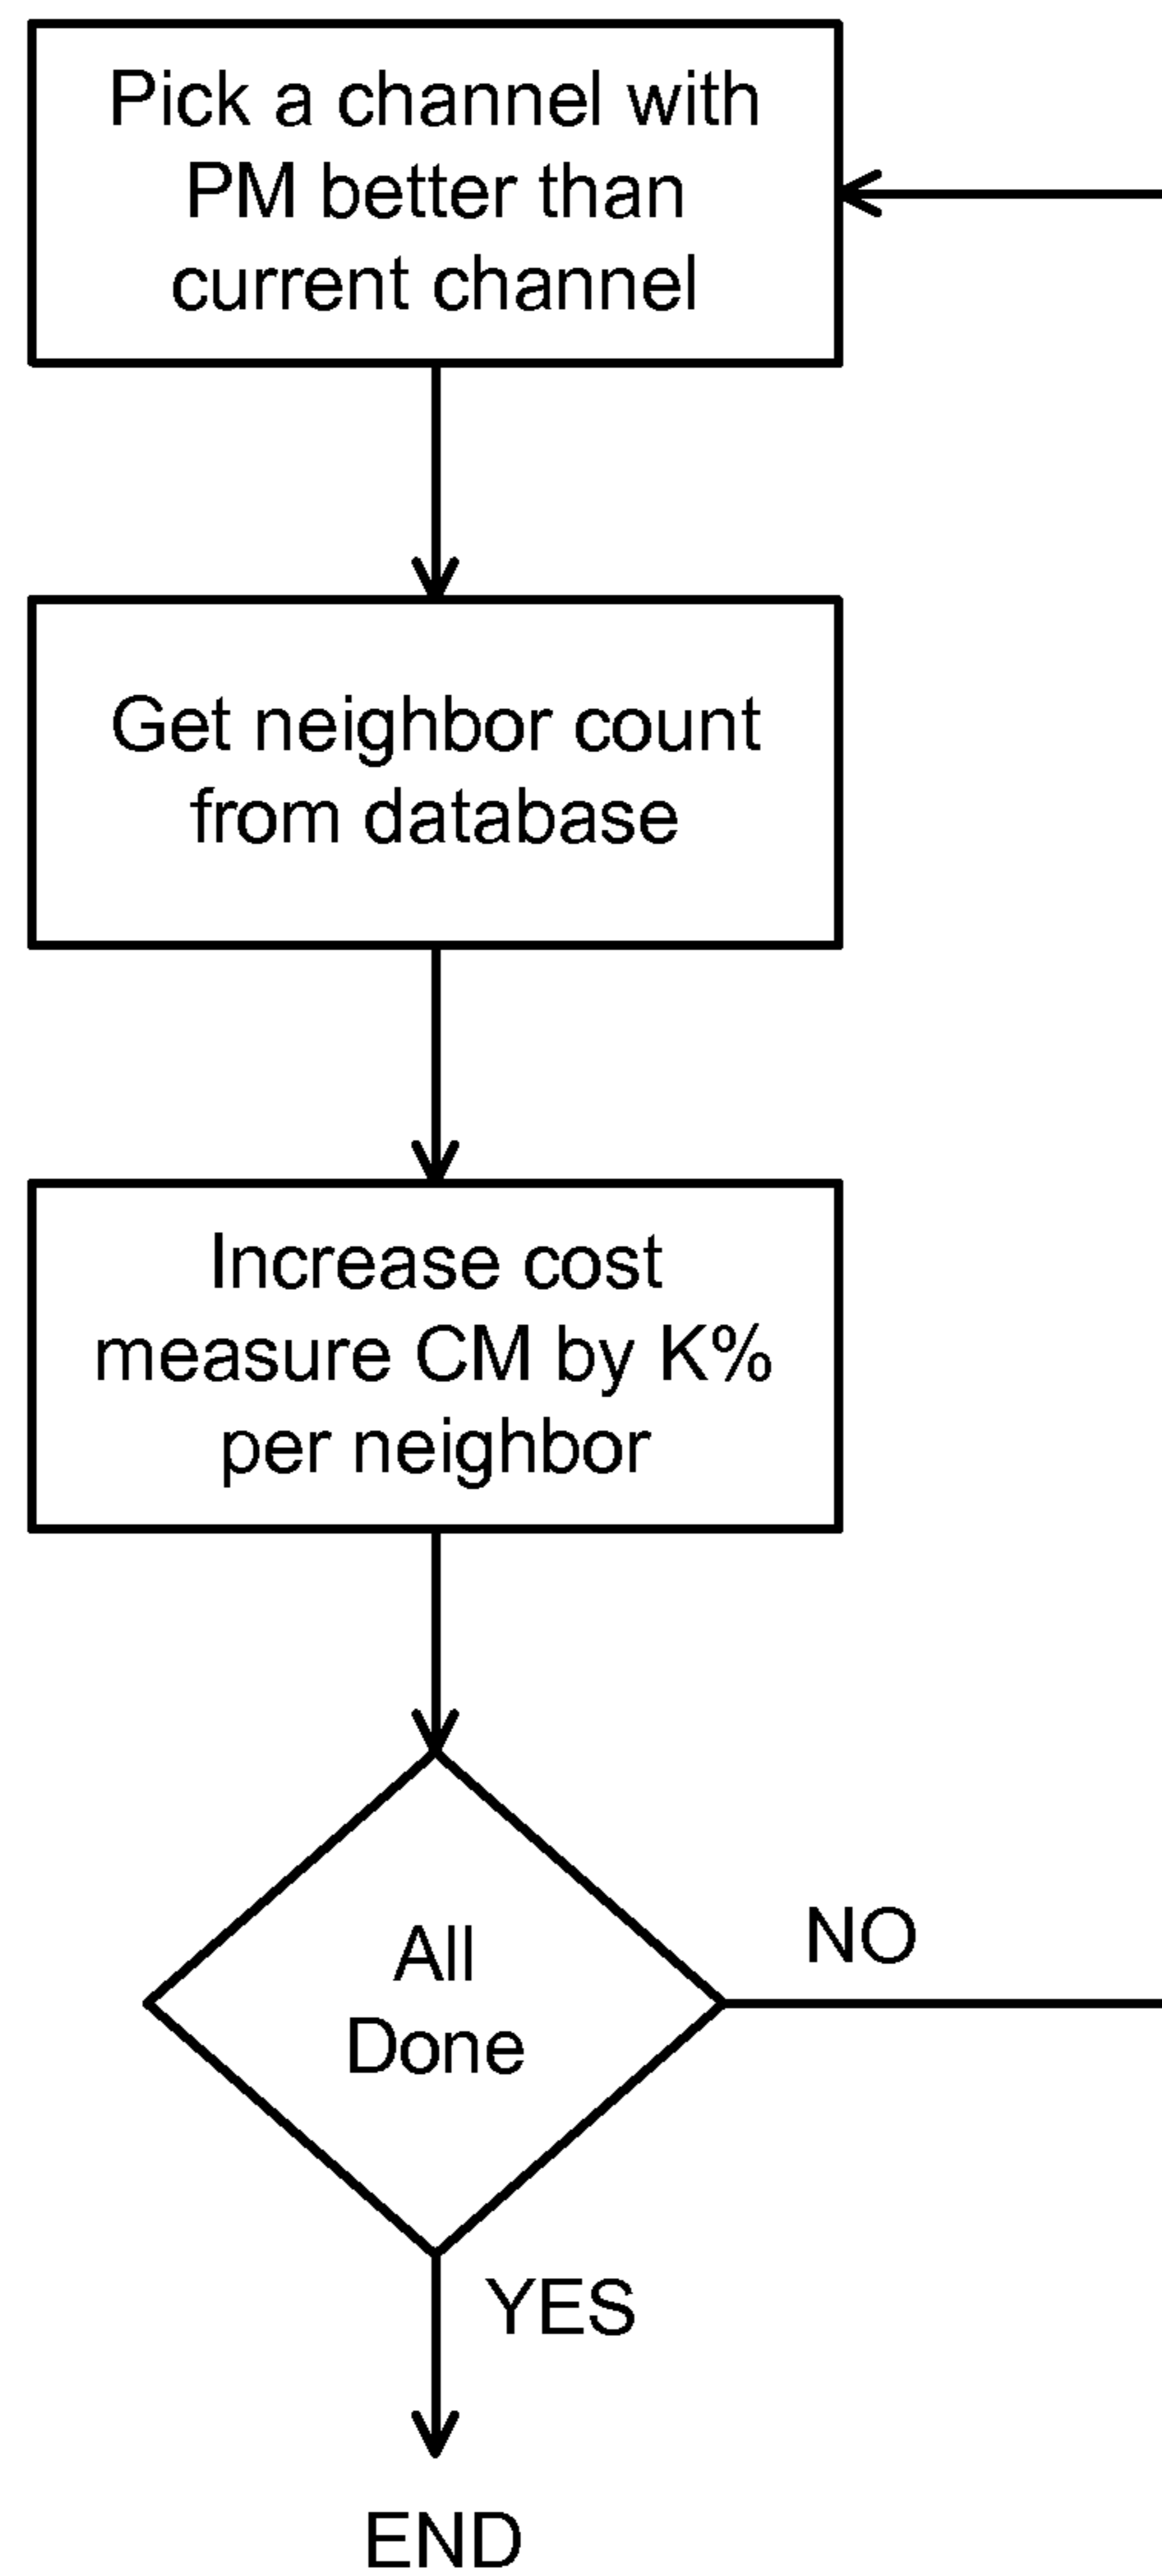 Pick a channel with
PM better than
current channel
Get neighbor count
from database
Increase cost
measure CM by K%
per neighbor
All
Done
NO
YES
END